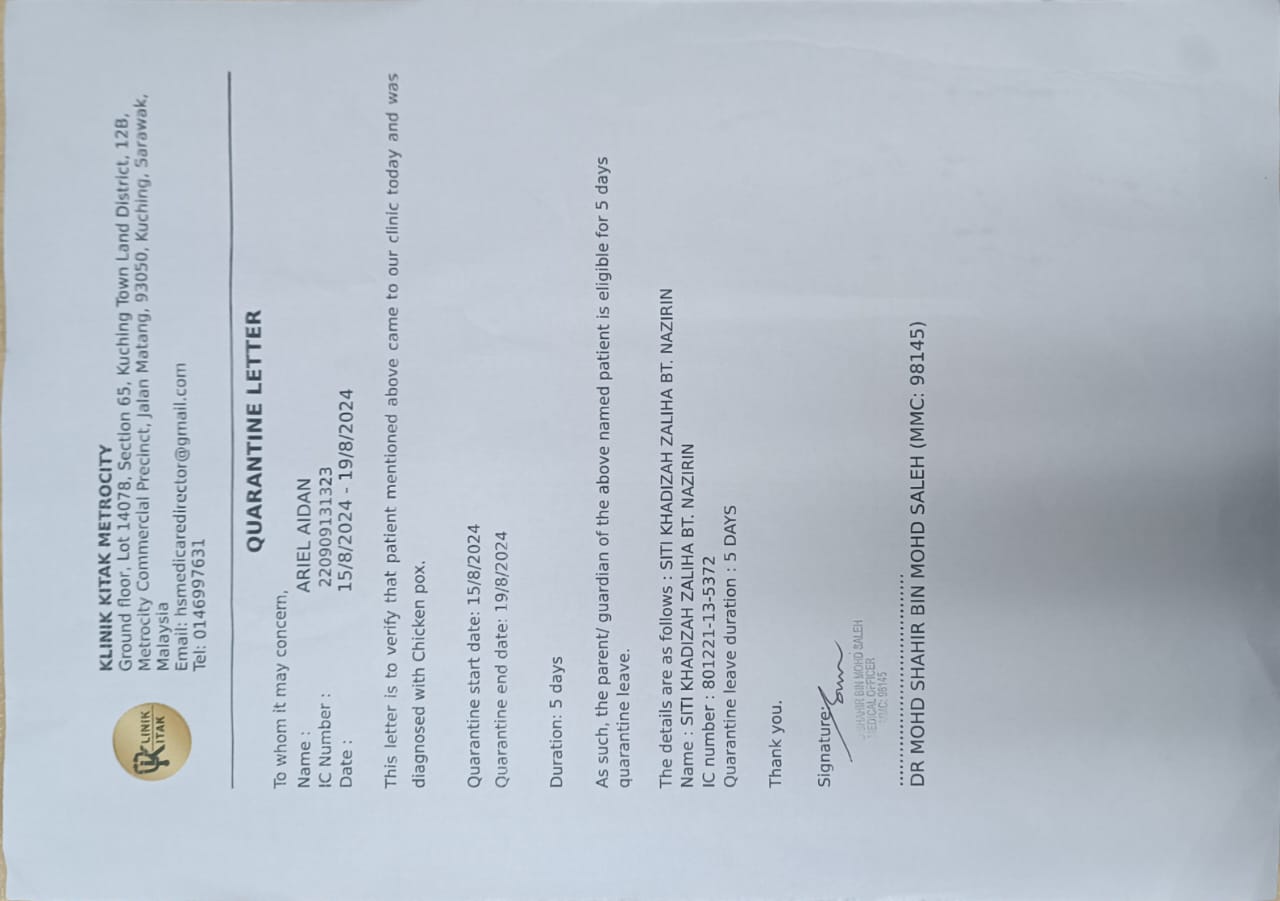 KLINIK
KITAK
KLINIK KITAK METROCITY
Ground floor, Lot 14078, Section 65, Kuching Town Land District, 12B,
Metrocity Commercial Precinct, Jalan Matang, 93050, Kuching, Sarawak,
Malaysia
Email: hsmedicaredirector@gmail.com
Tel: 0146997631
QUARANTINE LETTER
To whom it may concern,
Name : ARIEL AIDAN
IC Number : 220909131323
Date : 15/8/2024 - 19/8/2024
This letter is to verify that patient mentioned above came to our clinic today and was
diagnosed with Chicken pox.
Quarantine start date: 15/8/2024
Quarantine end date: 19/8/2024
Duration: 5 days
As such, the parent/ guardian of the above named patient is eligible for 5 days
quarantine leave.
The details are as follows : SITI KHADIZAH ZALIHA BT. NAZIRIN
Name : SITI KHADIZAH ZALIHA BT. NAZIRIN
IC number : 801221-13-5372
Quarantine leave duration : 5 DAYS
Thank you.
Signature:
SHAHIR BIN MOHD SALEH
MEDICAL OFFICER
MMC: 98145
DR MOHD SHAHIR BIN MOHD SALEH (MMC: 98145)